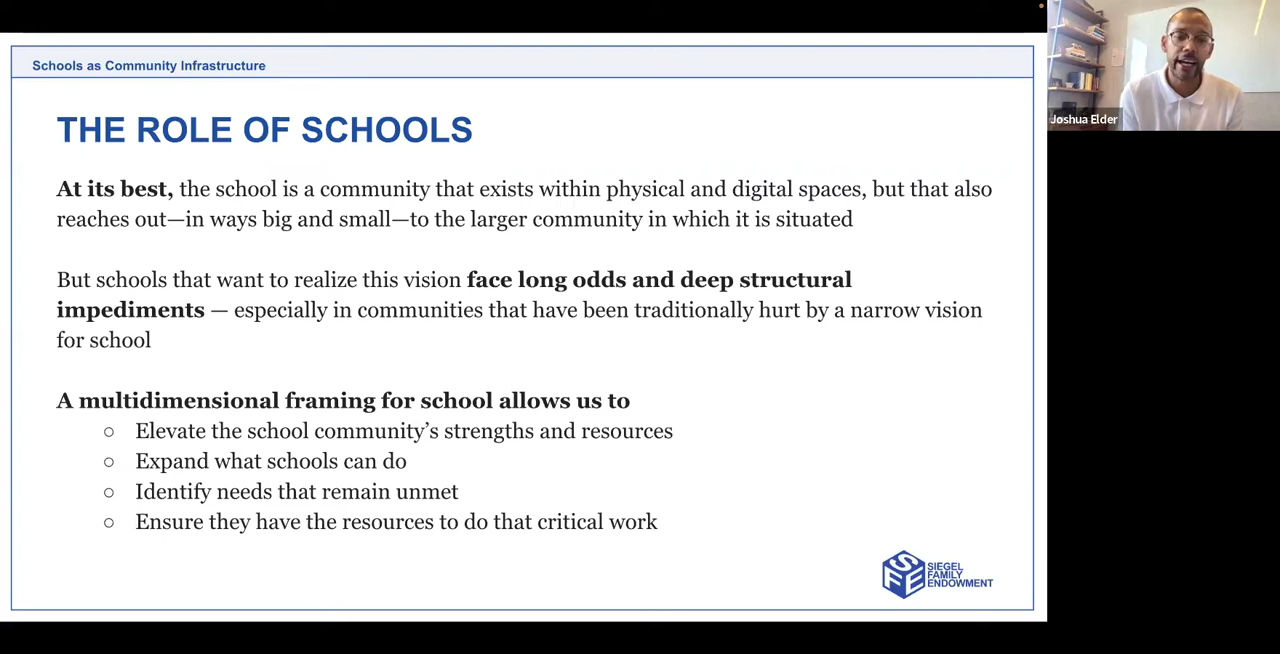 Schools as Community Infrastructure
THE ROLE OF SCHOOLS
At its best, the school is a community that exists within physical and digital spaces, but that also
reaches out—in ways big and small—to the larger community in which it is situated
But schools that want to realize this vision face long odds and deep structural
impediments — especially in communities that have been traditionally hurt by a narrow vision
for school
A multidimensional framing for school allows us to
○ Elevate the school community’s strengths and resources
○ Expand what schools can do
○ Identify needs that remain unmet
○ Ensure they have the resources to do that critical work
SFE
SIEGEL
FAMILY
ENDOWMENT
Joshua Elder